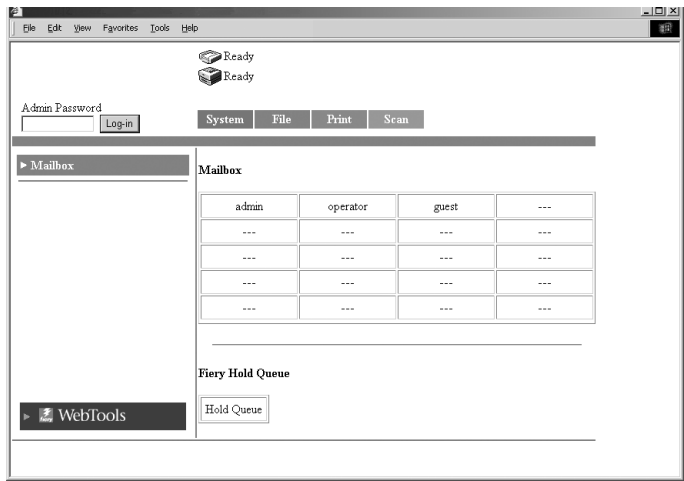 File Edit View Favorites Tools Help
Ready
Ready
Admin Password
Log-in
System File Print Scan
Mailbox
Mailbox
admin operator guest ---
--- --- --- ---
--- --- --- ---
--- --- --- ---
--- --- --- ---
Fiery Hold Queue
Hold Queue
fiery WebTools